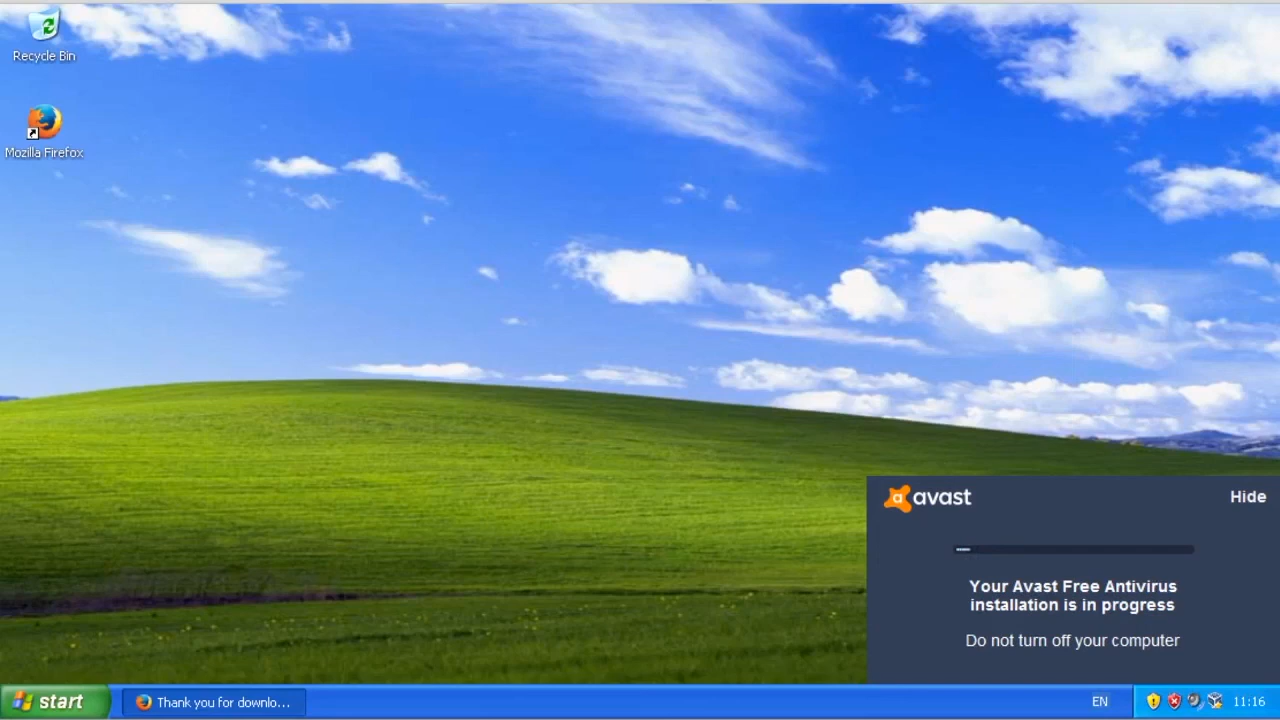 Recycle Bin
Mozilla Firefox
avast
Hide
Your Avast Free Antivirus
installation is in progress
Do not turn off your computer
start
Thank you for downlo...
EN
11:16